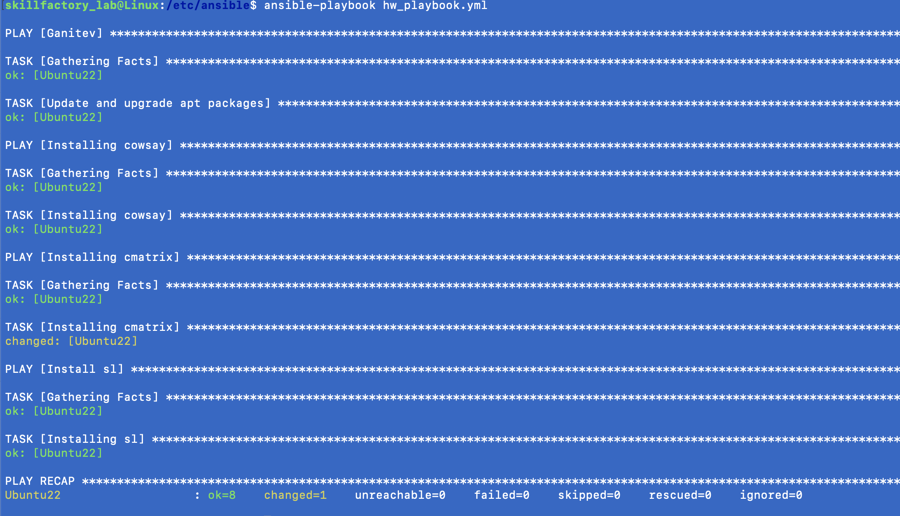 skillfactory_lab@Linux:/etc/ansible$ ansible-playbook hw_playbook.yml
PLAY [Ganitev] *****************************************************************************************************************
TASK [Gathering Facts] *********************************************************************************************************
ok: [Ubuntu22]
TASK [Update and upgrade apt packages] *****************************************************************************************
ok: [Ubuntu22]
PLAY [Installing cowsay] *******************************************************************************************************
TASK [Gathering Facts] *********************************************************************************************************
ok: [Ubuntu22]
TASK [Installing cowsay] *******************************************************************************************************
ok: [Ubuntu22]
PLAY [Installing cmatrix] ******************************************************************************************************
TASK [Gathering Facts] *********************************************************************************************************
ok: [Ubuntu22]
TASK [Installing cmatrix] ******************************************************************************************************
changed: [Ubuntu22]
PLAY [Install sl] **************************************************************************************************************
TASK [Gathering Facts] *********************************************************************************************************
ok: [Ubuntu22]
TASK [Installing sl] ***********************************************************************************************************
ok: [Ubuntu22]
PLAY RECAP *********************************************************************************************************************
Ubuntu22                   : ok=8    changed=1    unreachable=0    failed=0    skipped=0    rescued=0    ignored=0